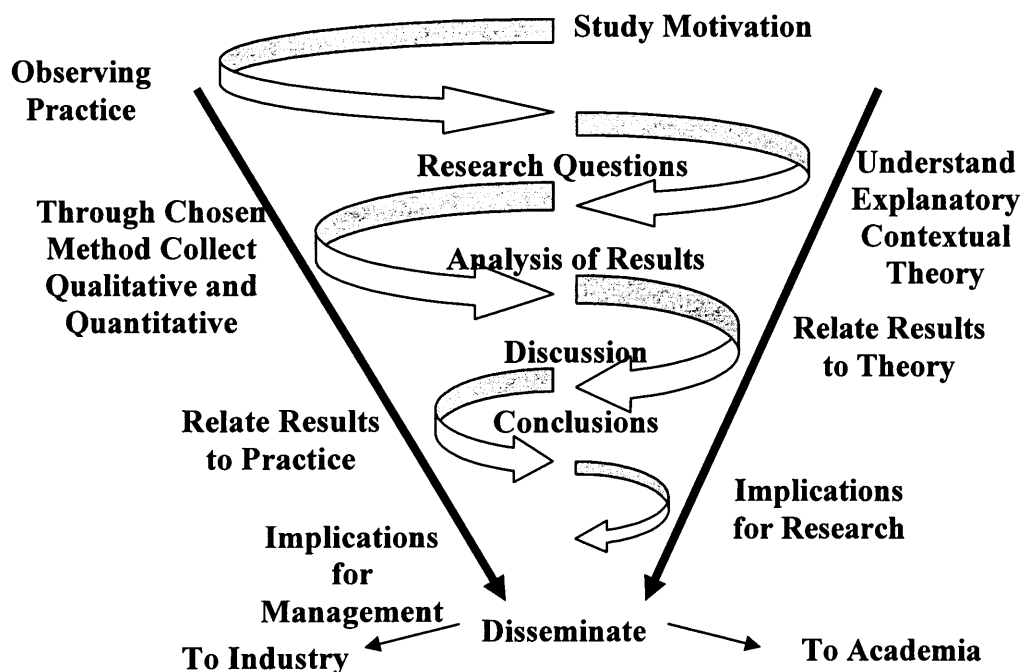 Study Motivation
Observing
Practice
Research Questions
Understand
Explanatory
Contextual
Theory
Through Chosen
Method Collect
Qualitative and
Quantitative
Analysis of Results
Relate Results
to Theory
Discussion
Relate Results
to Practice
Conclusions
Implications
for Research
Implications
for
Management
Disseminate
To Industry
To Academia